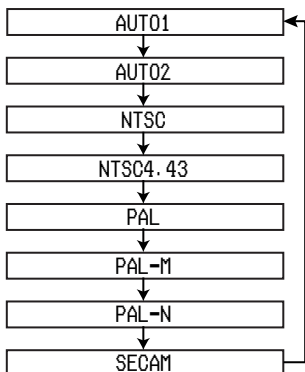 AUTO1
AUTO2
NTSC
NTSC4.43
PAL
PAL-M
PAL-N
SECAM